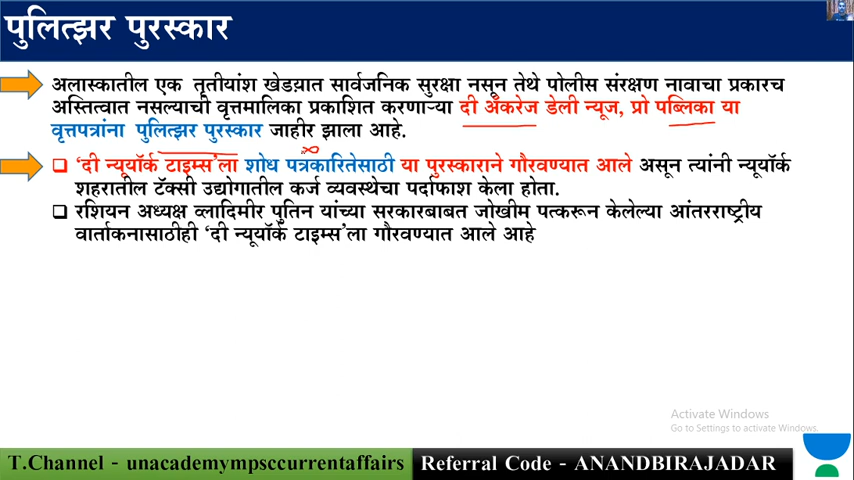 पुलित्झर पुरस्कार
अलास्कातील एक तृतीयांश खेडय़ात सार्वजनिक सुरक्षा नसून तेथे पोलीस संरक्षण नावाचा प्रकारच
अस्तित्वात नसल्याची वृत्तमालिका प्रकाशित करणाऱ्या दी अँकरेज डेली न्यूज, प्रो पब्लिका या
वृत्तपत्रांना पुलित्झर पुरस्कार जाहीर झाला आहे.
❑ ‘दी न्यूयॉर्क टाइम्स’ला शोध पत्रकारितेसाठी या पुरस्काराने गौरवण्यात आले असून त्यांनी न्यूयॉर्क
शहरातील टॅक्सी उद्योगातील कर्ज व्यवस्थेचा पर्दाफाश केला होता.
❑ रशियन अध्यक्ष व्लादिमीर पुतिन यांच्या सरकारबाबत जोखीम पत्करून केलेल्या आंतरराष्ट्रीय
वार्ताकनासाठीही ‘दी न्यूयॉर्क टाइम्स’ला गौरवण्यात आले आहे
Activate Windows
Go to Settings to activate Windows.
T.Channel - unacademympsccurrentaffairs
Referral Code - ANANDBIRAJADAR